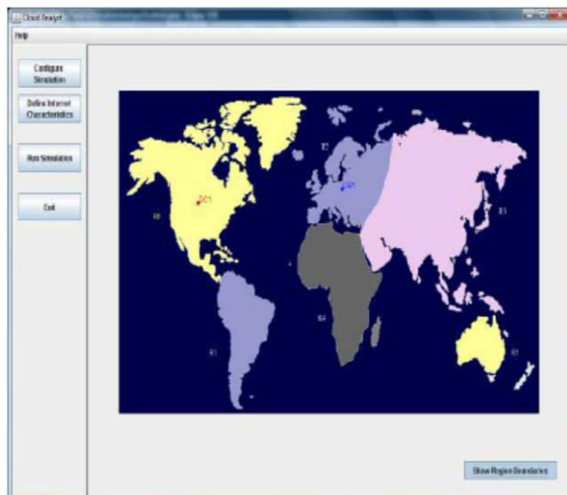 Cloud Analyst
Help
Configure
Simulation
Define Internet
Characteristics
Run Simulation
Exit
R2
DC1
R0
R3
R4
R1
R5
Show Region Boundaries